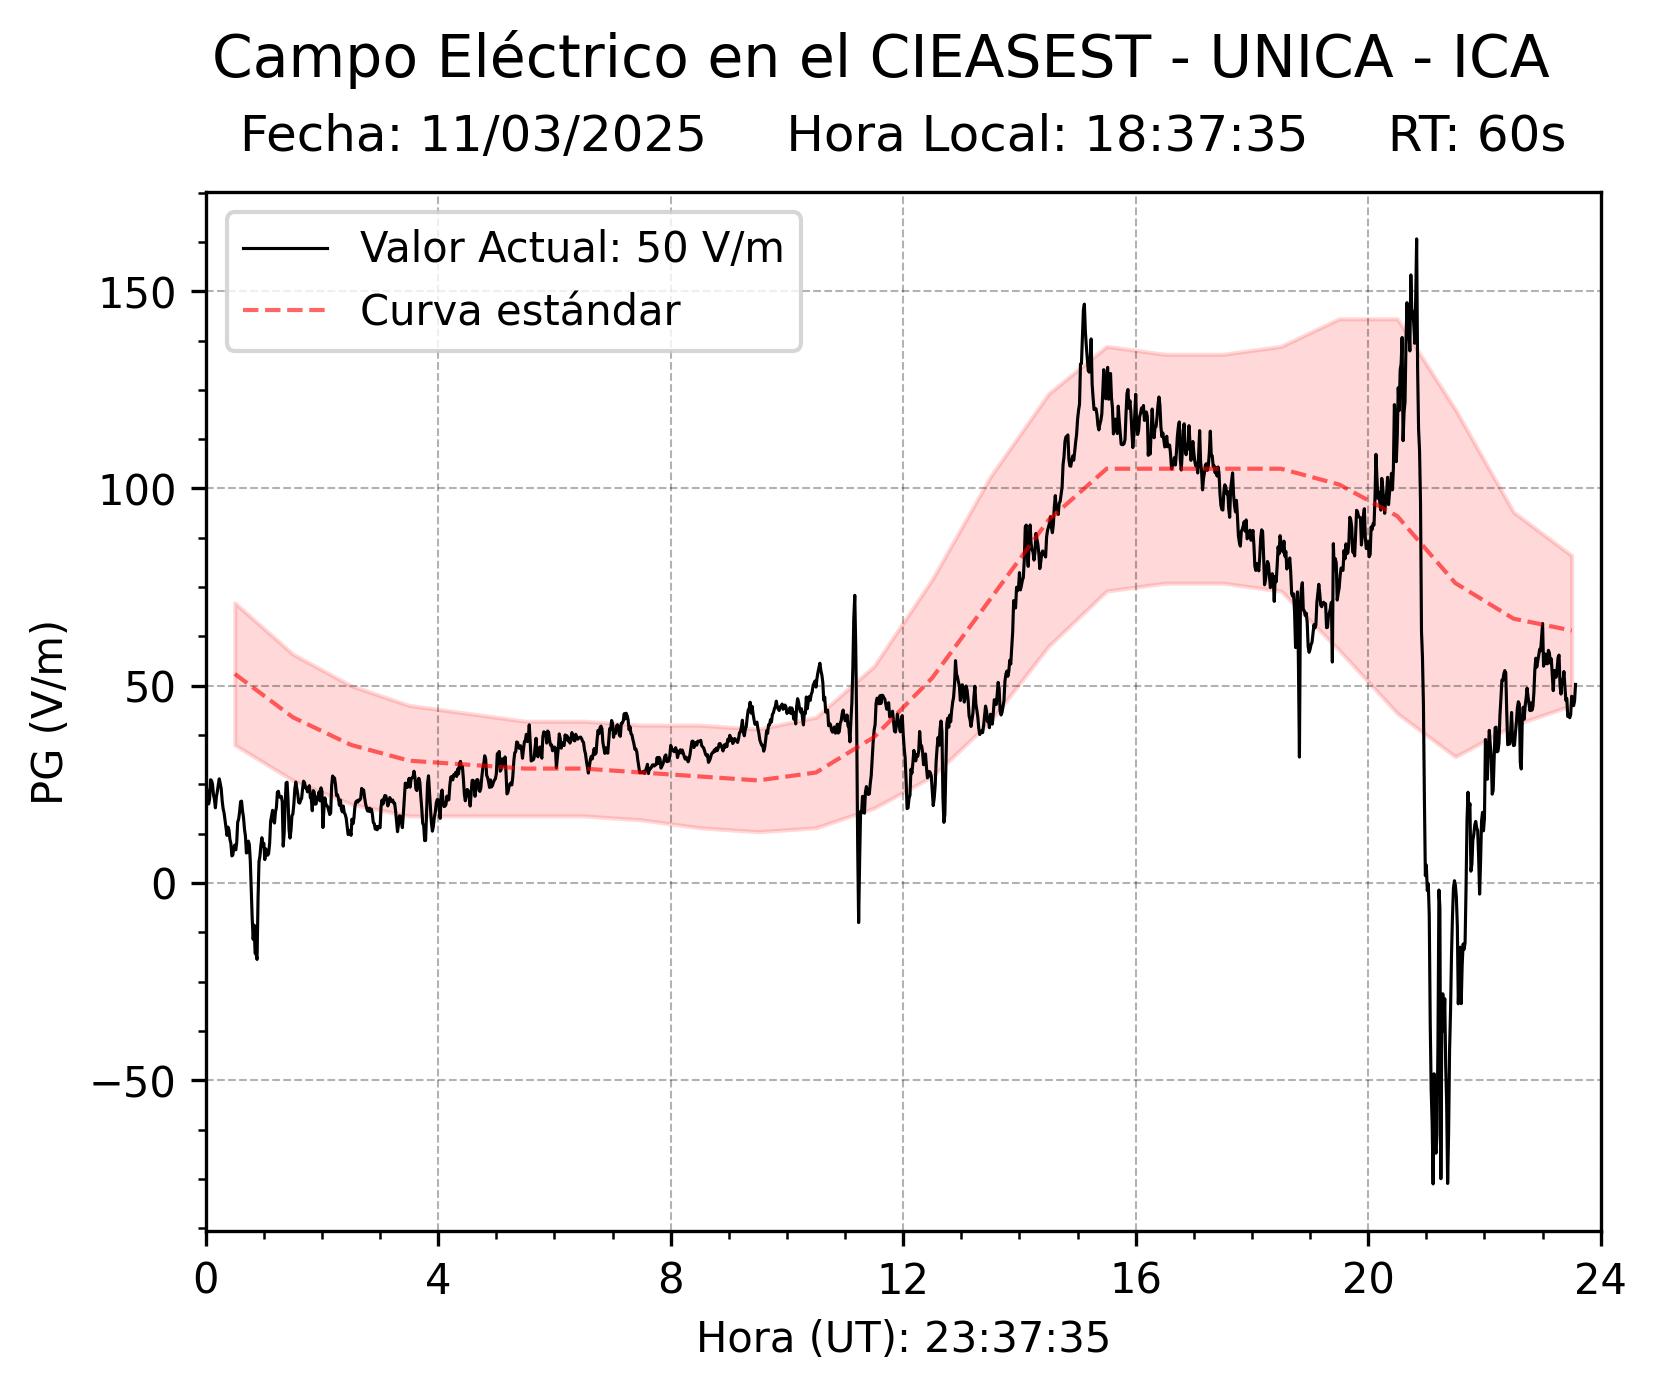 Campo Eléctrico en el CIEASEST - UNICA - ICA
Fecha: 11/03/2025 Hora Local: 18:37:35 RT: 60s
Valor Actual: 50 V/m
Curva estándar
150
100
50
0
−50
PG (V/m)
0 4 8 12 16 20 24
Hora (UT): 23:37:35